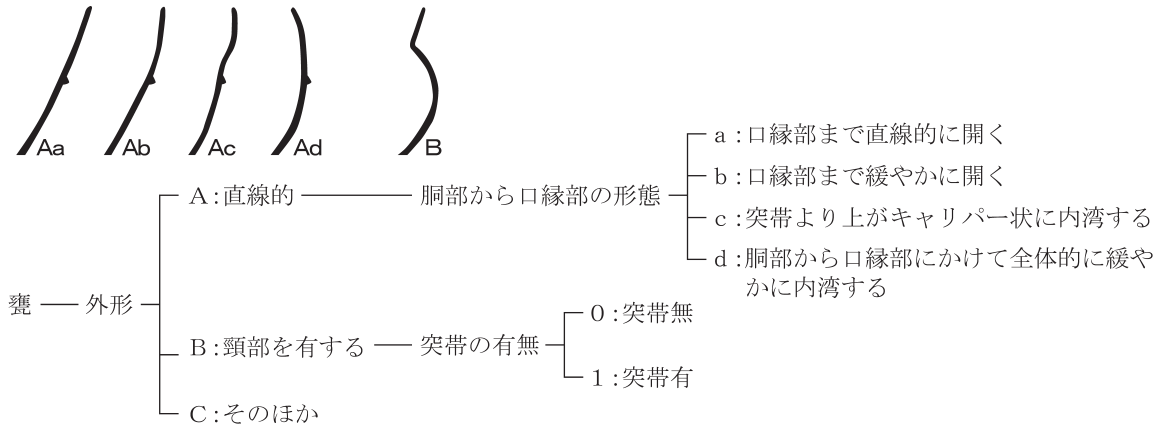 Aa Ab Ac Ad B
a：口縁部まで直線的に開く
b：口縁部まで緩やかに開く
A：直線的 胴部から口縁部の形態
c：突帯より上がキャリパー状に内湾する
d：胴部から口縁部にかけて全体的に緩や
かに内湾する
甕 外形
0：突帯無
B：頸部を有する 突帯の有無
1：突帯有
C：そのほか